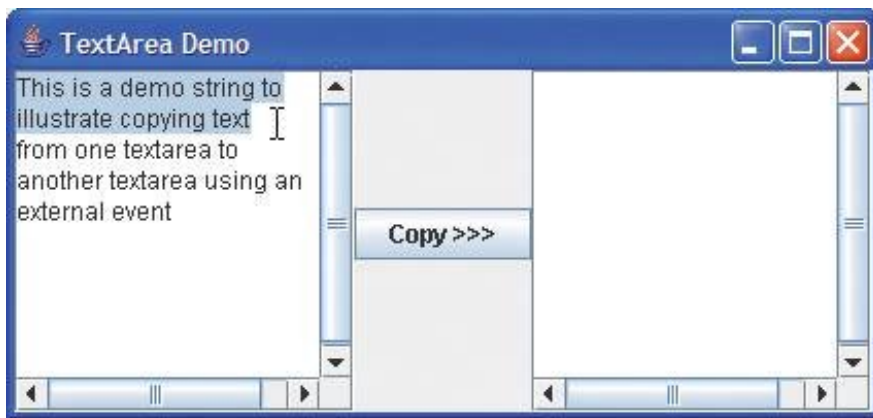 TextArea Demo
This is a demo string to
illustrate copying text
from one textarea to
another textarea using an
external event
Copy >>>